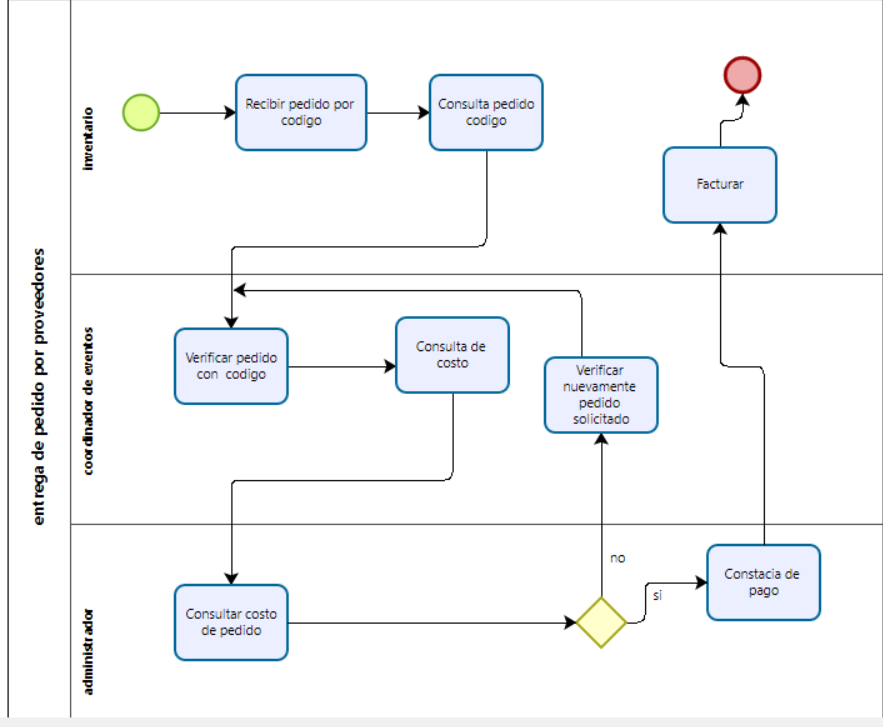 entrega de pedido por proveedores
inventario
Recibir pedido por
codigo
Consulta pedido
codigo
Facturar
coordinador de eventos
Verificar pedido
con codigo
Consulta de
costo
Verificar
nuevamente
pedido
solicitado
administrador
Consultar costo
de pedido
no
si
Constacia de
pago